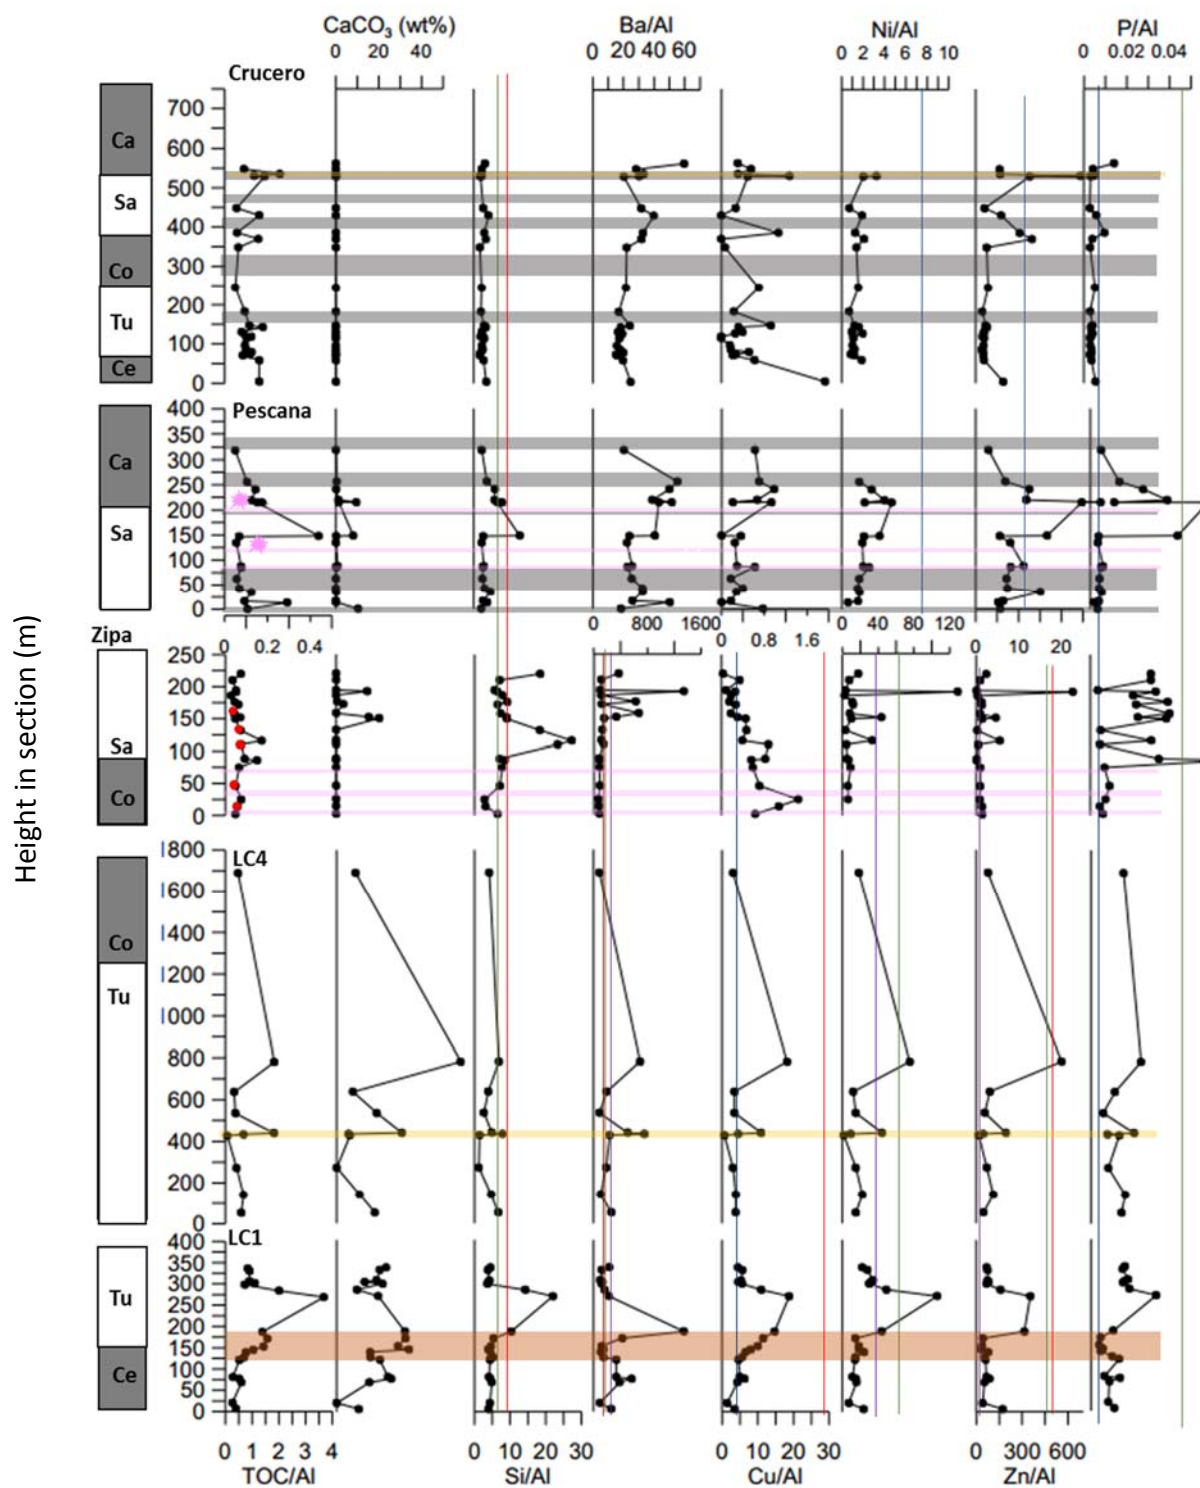 CaCO3 (wt%) Ba/Al Ni/Al P/Al
0 20 40 0 20 40 60 0 2 4 6 8 10 0 0.02 0.04
Crucero
Ca
Sa
Co
Tu
Ce
700
600
500
400
300
200
100
0
Pescana
Ca
Sa
400
350
300
250
200
150
100
50
0
0 0.2 0.4 0 800 1600 0 0.8 1.6 0 40 80 120 0 10 20
Zipa
Sa
Co
250
200
150
100
50
0
LC4
Co
Tu
1800
1600
1400
1200
1000
800
600
400
200
0
LC1
Tu
Ce
400
350
300
250
200
150
100
50
0
0 1 2 3 4 0 10 20 30 0 10 20 30 0 300 600
TOC/Al Si/Al Cu/Al Zn/Al
Height in section (m)